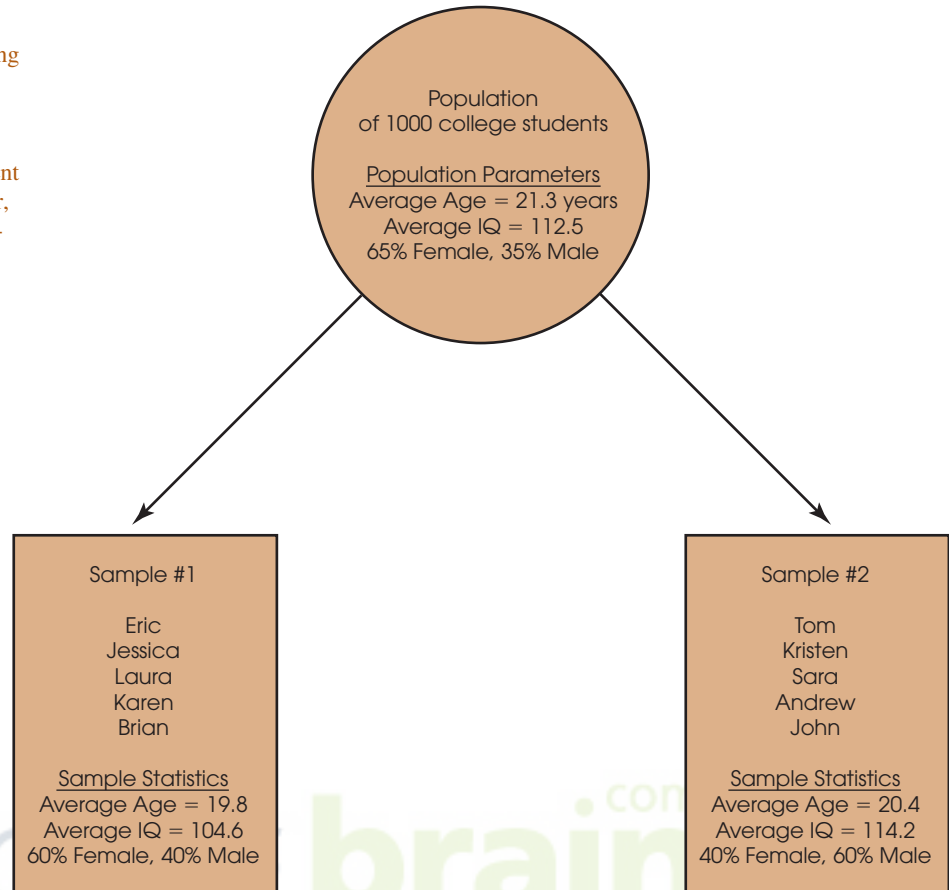 ng
nt
r,
-
Population
of 1000 college students
Population Parameters
Average Age = 21.3 years
Average IQ = 112.5
65% Female, 35% Male
Sample #1
Eric
Jessica
Laura
Karen
Brian
Sample Statistics
Average Age = 19.8
Average IQ = 104.6
60% Female, 40% Male
Sample #2
Tom
Kristen
Sara
Andrew
John
Sample Statistics
Average Age = 20.4
Average IQ = 114.2
40% Female, 60% Male
brain